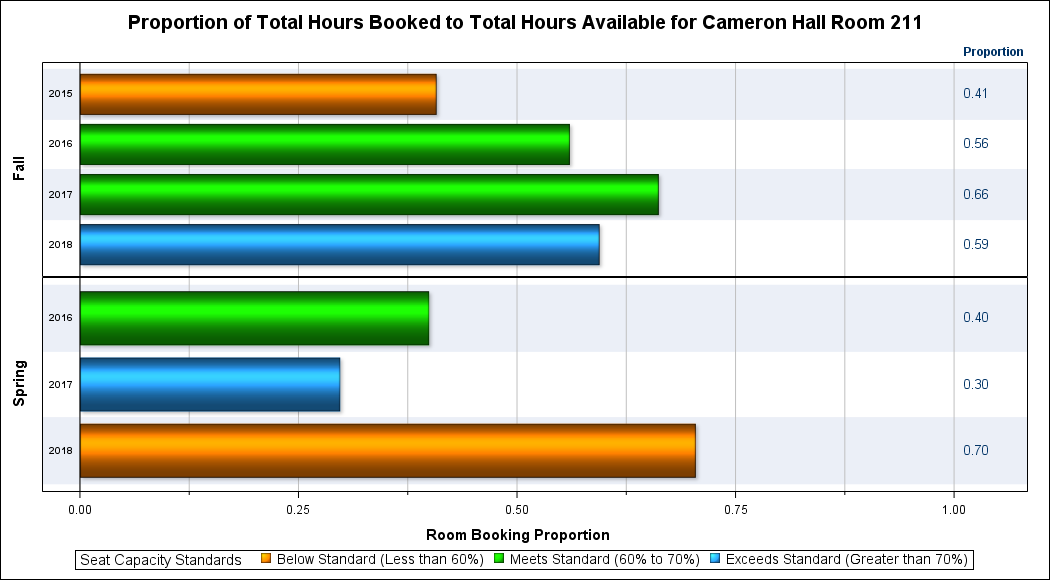 Proportion of Total Hours Booked to Total Hours Available for Cameron Hall Room 211
Proportion
Fall
2015 0.41
2016 0.56
2017 0.66
2018 0.59
Spring
2016 0.40
2017 0.30
2018 0.70
0.00 0.25 0.50 0.75 1.00
Room Booking Proportion
Seat Capacity Standards Below Standard (Less than 60%) Meets Standard (60% to 70%) Exceeds Standard (Greater than 70%)